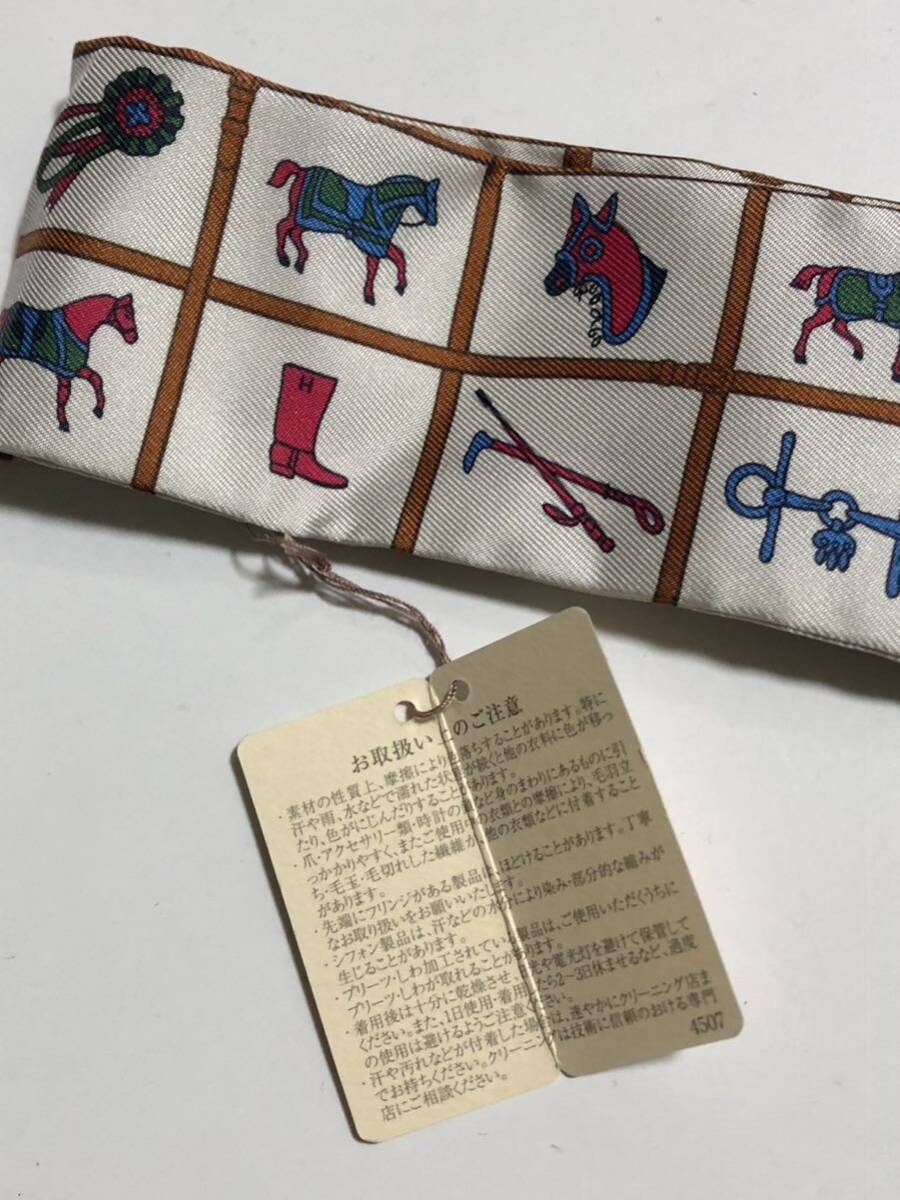 H
お取扱い上のご注意
・素材の性質上、摩擦により色落ちすることがあります。特に
汗や雨、水などで濡れた状態が続くと他の衣料に色が移っ
たり、色がにじんだりすることがあります。
・爪・アクセサリー類・時計の など身のまわりにあるものに引
っかかりやすく、またご使用時の衣類との摩擦により、毛羽立
ち・毛玉・毛切れした繊維が他の衣類などに付着すること
があります。
・先端にフリンジがある製品は、ほどけることがあります。丁寧
なお取り扱いをお願いいたします。
・シフォン製品は、汗などの水分により染み・部分的な縮みが
生じることがあります。
・プリーツ・しわ加工されている製品は、ご使用いただくうちに
プリーツ・しわが取れることがあります。
・着用後は十分に乾燥させ、日光や電光灯を避けて保管して
ください。また、1日使用・着用したら2~3日休ませるなど、過度
の使用は避けるようご注意ください。
・汗や汚れなどが付着した場合は、速やかにクリーニング店ま
でお持ちください。クリーニングは技術に信頼のおける専門
店にご相談ください。
4507